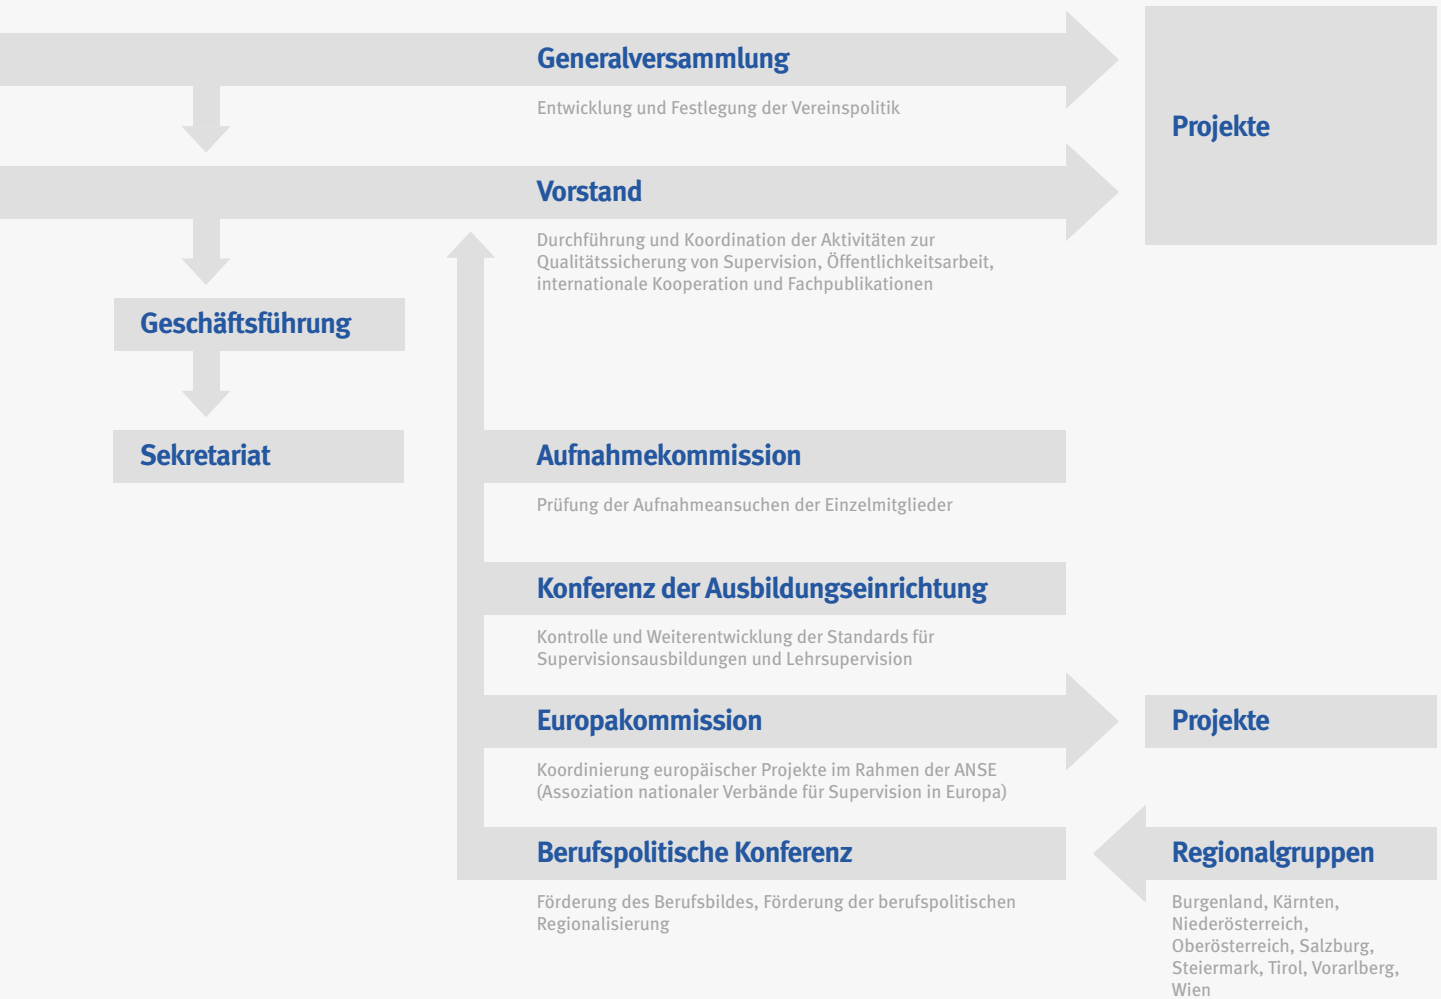 Generalversammlung
Entwicklung und Festlegung der Vereinspolitik
Projekte
Vorstand
Durchführung und Koordination der Aktivitäten zur
Qualitätssicherung von Supervision, Öffentlichkeitsarbeit,
internationale Kooperation und Fachpublikationen
Geschäftsführung
Sekretariat
Aufnahmekommission
Prüfung der Aufnahmeansuchen der Einzelmitglieder
Konferenz der Ausbildungseinrichtung
Kontrolle und Weiterentwicklung der Standards für
Supervisionsausbildungen und Lehrsupervision
Europakommission
Koordinierung europäischer Projekte im Rahmen der ANSE
(Assoziation nationaler Verbände für Supervision in Europa)
Projekte
Berufspolitische Konferenz
Förderung des Berufsbildes, Förderung der berufspolitischen
Regionalisierung
Regionalgruppen
Burgenland, Kärnten,
Niederösterreich,
Oberösterreich, Salzburg,
Steiermark, Tirol, Vorarlberg,
Wien